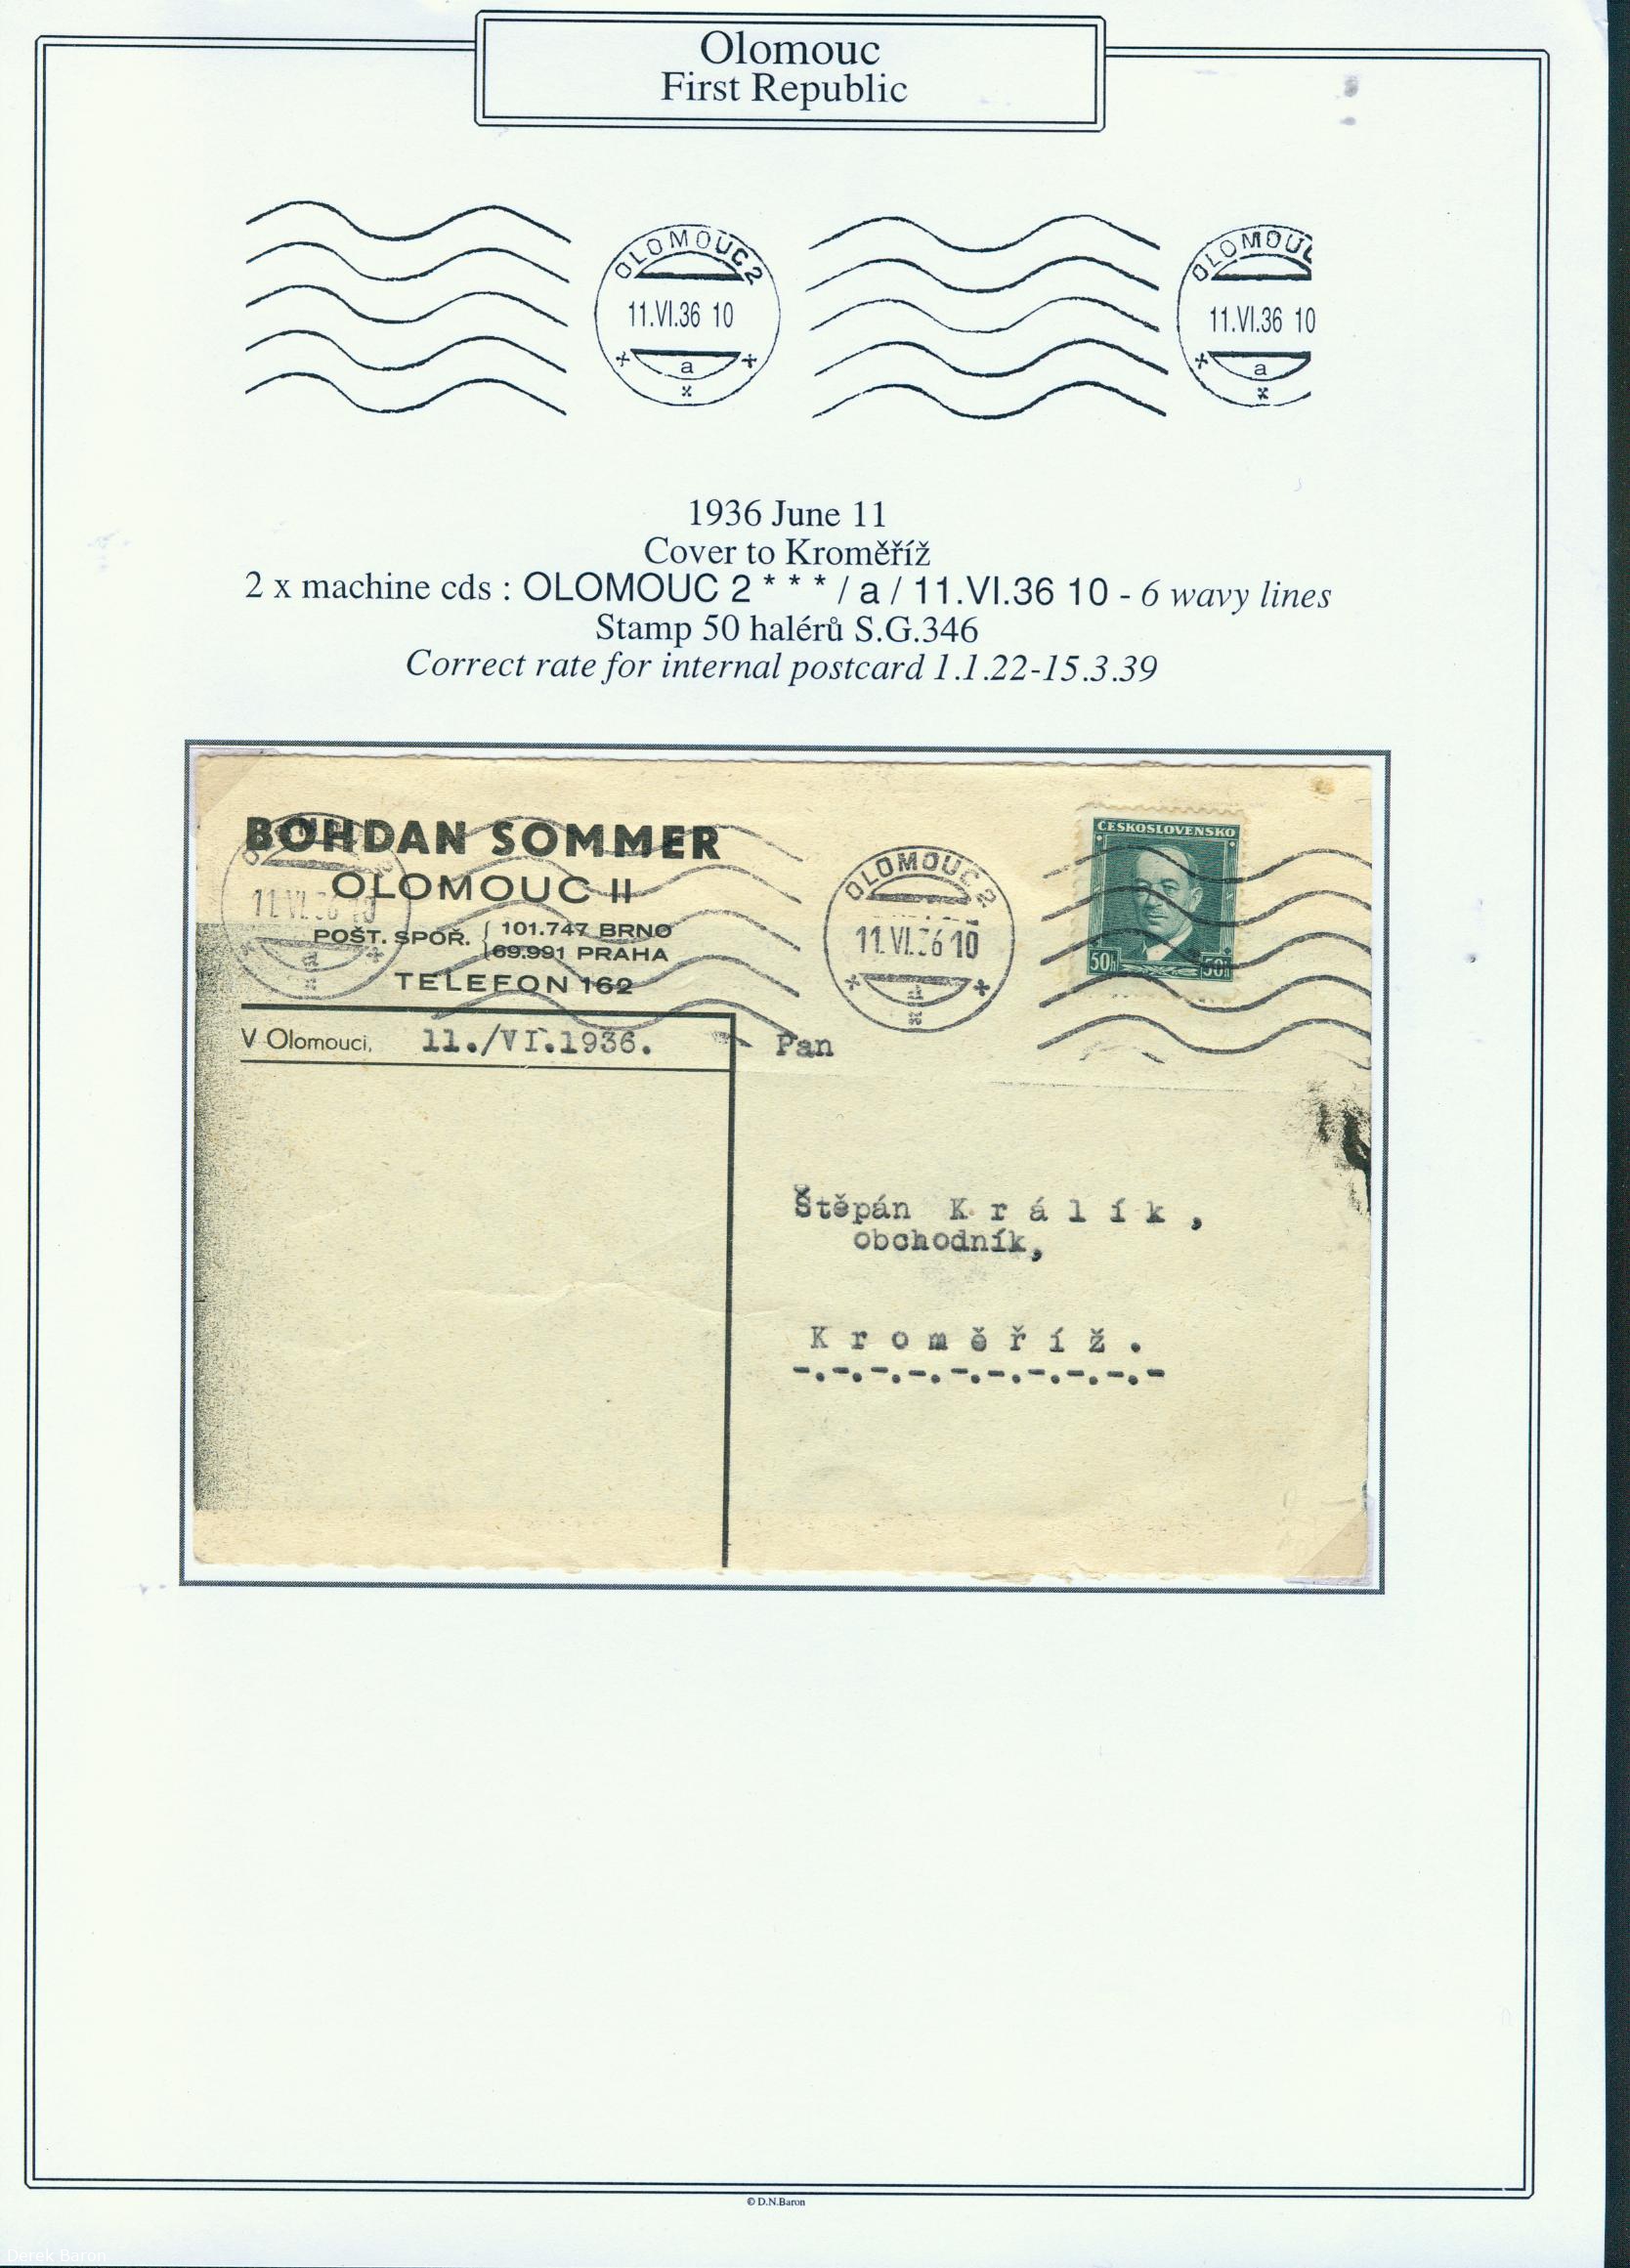 Olomouc
First Republic
OLOMOUC 2
11.VI.36 10
a
OLOMOUC
11.VI.36 10
a
1936 June 11
Cover to Kroměříž
2 x machine cds : OLOMOUC 2 * * * / a / 11.VI.36 10 - 6 wavy lines
Stamp 50 halérů S.G.346
Correct rate for internal postcard 1.1.22-15.3.39
BOHDAN SOMMER
OLOMOUC II
POŠT. SPOŘ. { 101.747 BRNO
69.991 PRAHA
TELEFON 162
V Olomouci, 11./VI.1936.
OLOMOUC 2
11.VI.36 10
a
11.VI.36 10
a
ČESKOSLOVENSKO
50h 50h
Pan
Štěpán K r á l í k ,
obchodník,
K r o m ě ř í ž .
-.-.-.-.-.-.-.-.-.-
© D.N.Baron
Derek Baron